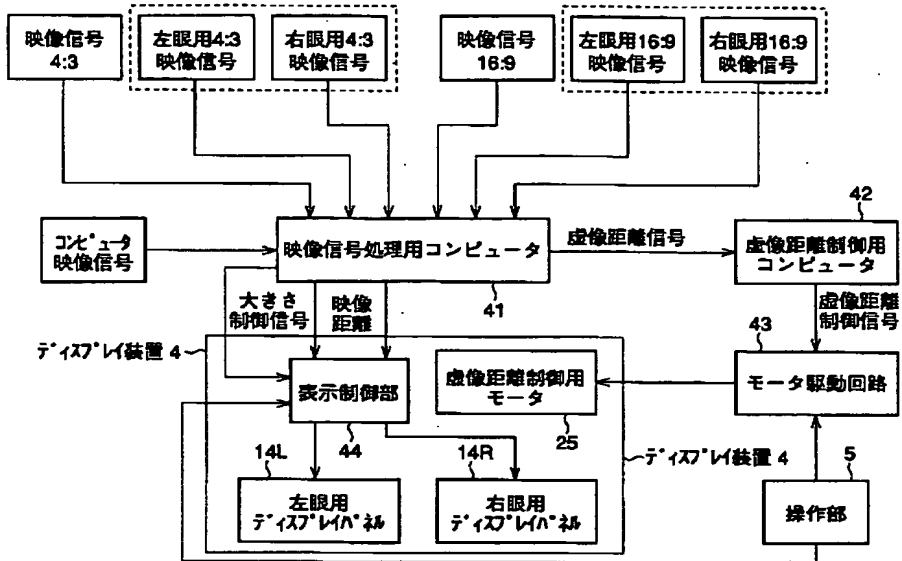 映像信号
4:3
左眼用4:3
映像信号
右眼用4:3
映像信号
映像信号
16:9
左眼用16:9
映像信号
右眼用16:9
映像信号
コンピュータ
映像信号
映像信号処理用コンピュータ
41
虚像距離信号
42
虚像距離制御用
コンピュータ
大きさ
制御信号
映像
距離
虚像距離
制御信号
ディスプレイ装置 4
表示制御部
44
虚像距離制御用
モータ
25
43
モータ駆動回路
14L
左眼用
ディスプレイパネル
14R
右眼用
ディスプレイパネル
ディスプレイ装置 4
5
操作部